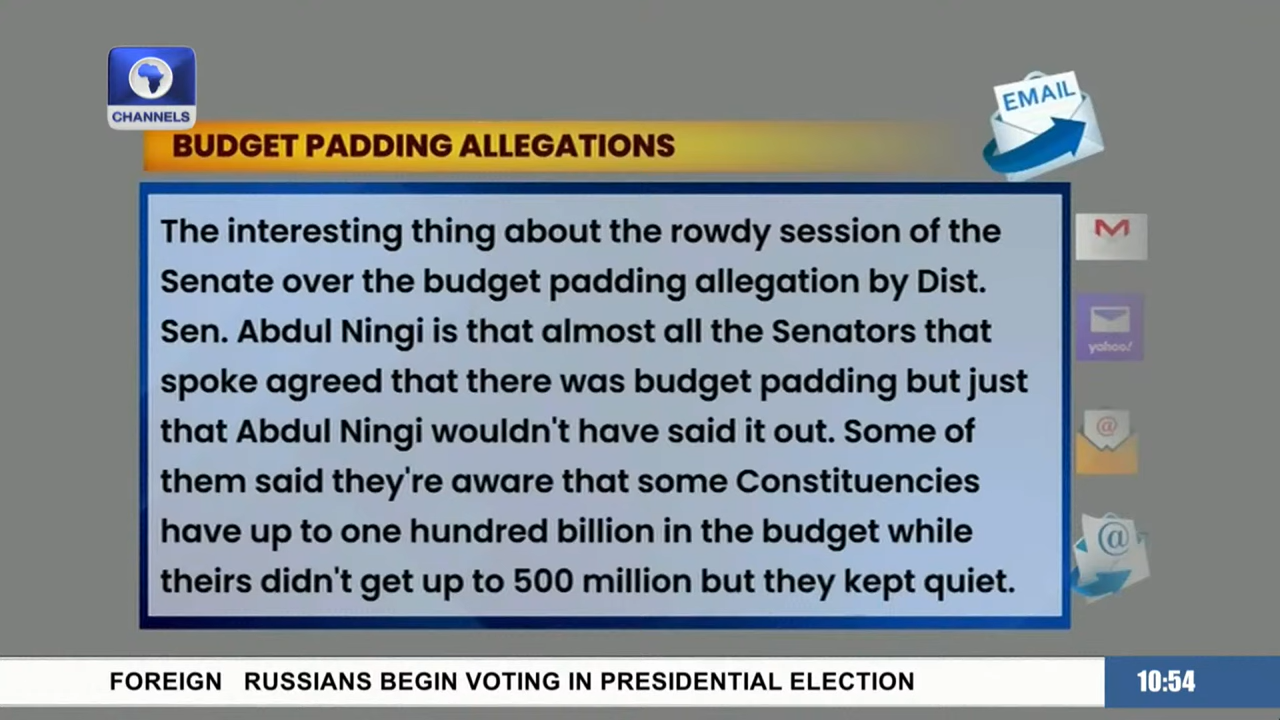 CHANNELS
EMAIL
BUDGET PADDING ALLEGATIONS
The interesting thing about the rowdy session of the
Senate over the budget padding allegation by Dist.
Sen. Abdul Ningi is that almost all the Senators that
spoke agreed that there was budget padding but just
that Abdul Ningi wouldn't have said it out. Some of
them said they're aware that some Constituencies
have up to one hundred billion in the budget while
theirs didn't get up to 500 million but they kept quiet.
M
yahoo!
@
@
FOREIGN RUSSIANS BEGIN VOTING IN PRESIDENTIAL ELECTION
10:54